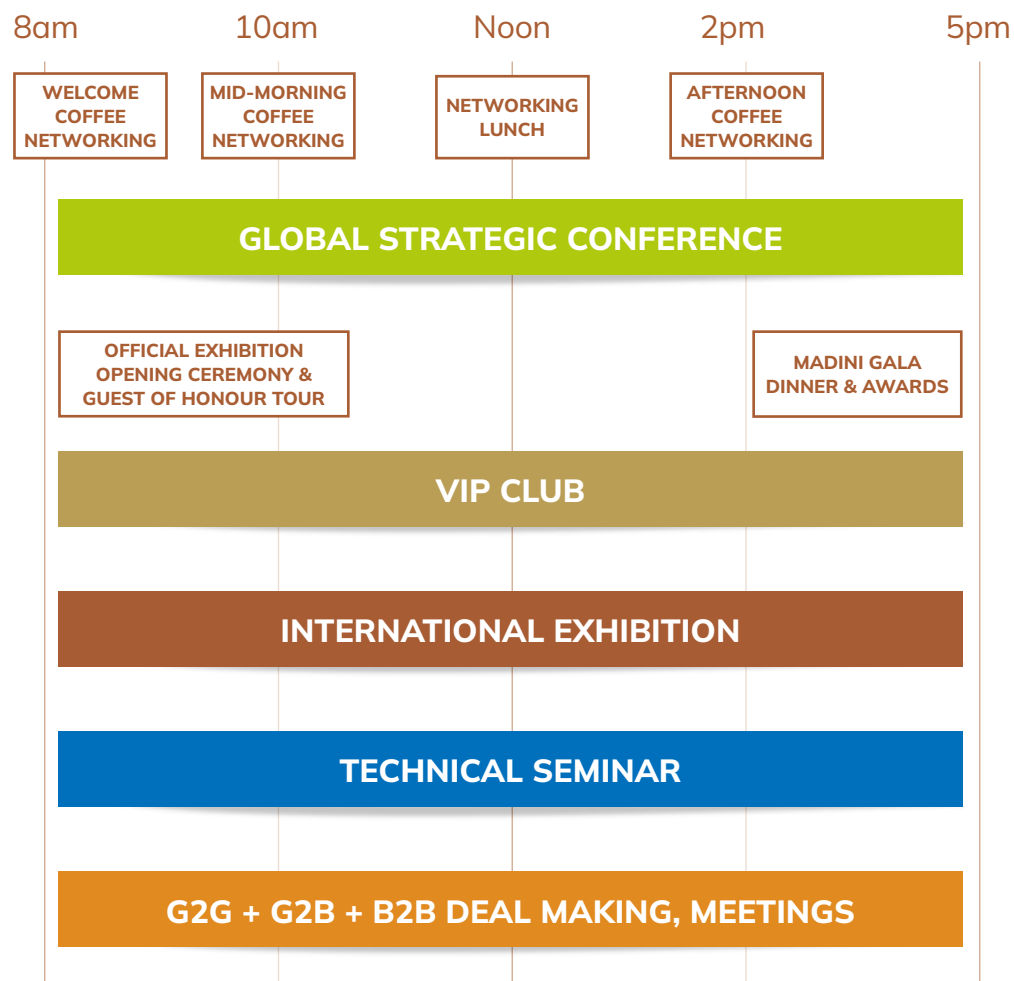 8am 10am Noon 2pm 5pm
WELCOME
COFFEE
NETWORKING
MID-MORNING
COFFEE
NETWORKING
NETWORKING
LUNCH
AFTERNOON
COFFEE
NETWORKING
GLOBAL STRATEGIC CONFERENCE
OFFICIAL EXHIBITION
OPENING CEREMONY &
GUEST OF HONOUR TOUR
MADINI GALA
DINNER & AWARDS
VIP CLUB
INTERNATIONAL EXHIBITION
TECHNICAL SEMINAR
G2G + G2B + B2B DEAL MAKING, MEETINGS